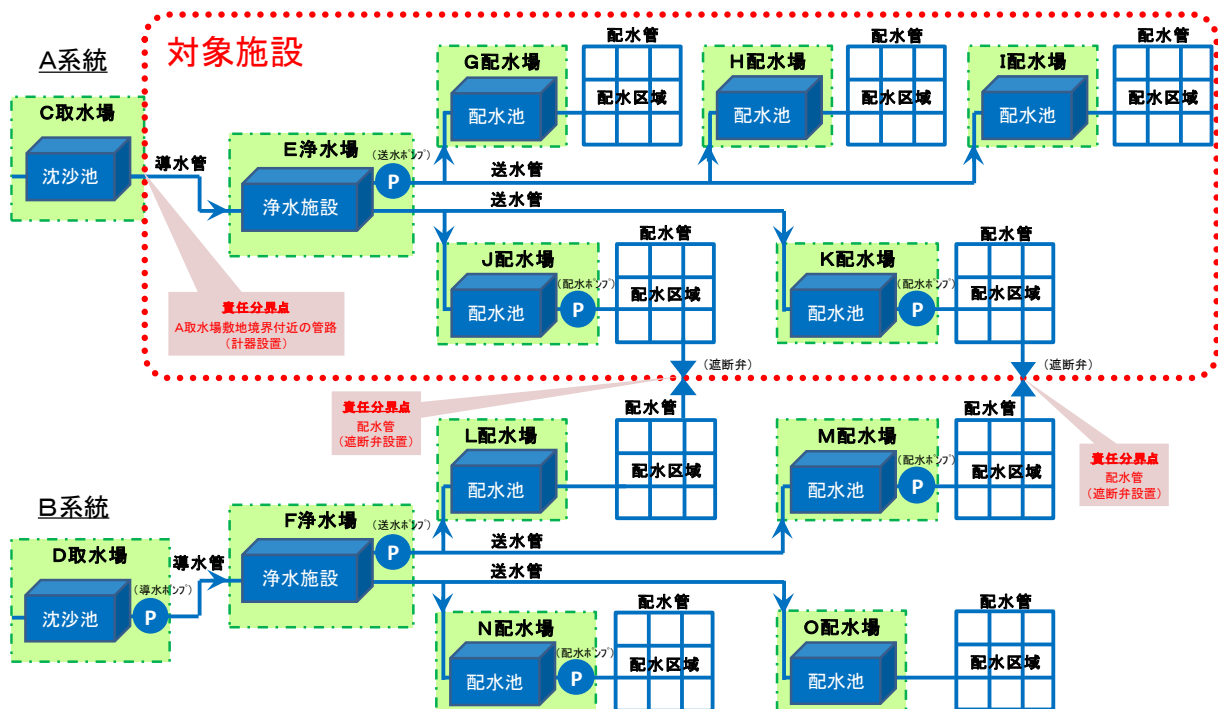 対象施設
A系統
C取水場
沈沙池
導水管
E浄水場
(送水ﾎﾟﾝﾌﾟ)
P
浄水施設
送水管
送水管
G配水場
配水池
配水管
配水区域
H配水場
配水池
配水管
配水区域
I配水場
配水池
配水管
配水区域
J配水場
(配水ﾎﾟﾝﾌﾟ)
配水池
P
配水管
配水区域
(遮断弁)
K配水場
(配水ﾎﾟﾝﾌﾟ)
配水池
P
配水管
配水区域
(遮断弁)
責任分界点
A取水場敷地境界付近の管路
(計器設置)
責任分界点
配水管
(遮断弁設置)
責任分界点
配水管
(遮断弁設置)
B系統
D取水場
沈沙池
(導水ﾎﾟﾝﾌﾟ)
P
導水管
F浄水場
(送水ﾎﾟﾝﾌﾟ)
P
浄水施設
送水管
送水管
L配水場
配水池
配水管
配水区域
M配水場
(配水ﾎﾟﾝﾌﾟ)
配水池
P
配水管
配水区域
N配水場
(配水ﾎﾟﾝﾌﾟ)
配水池
P
配水管
配水区域
O配水場
配水池
配水管
配水区域